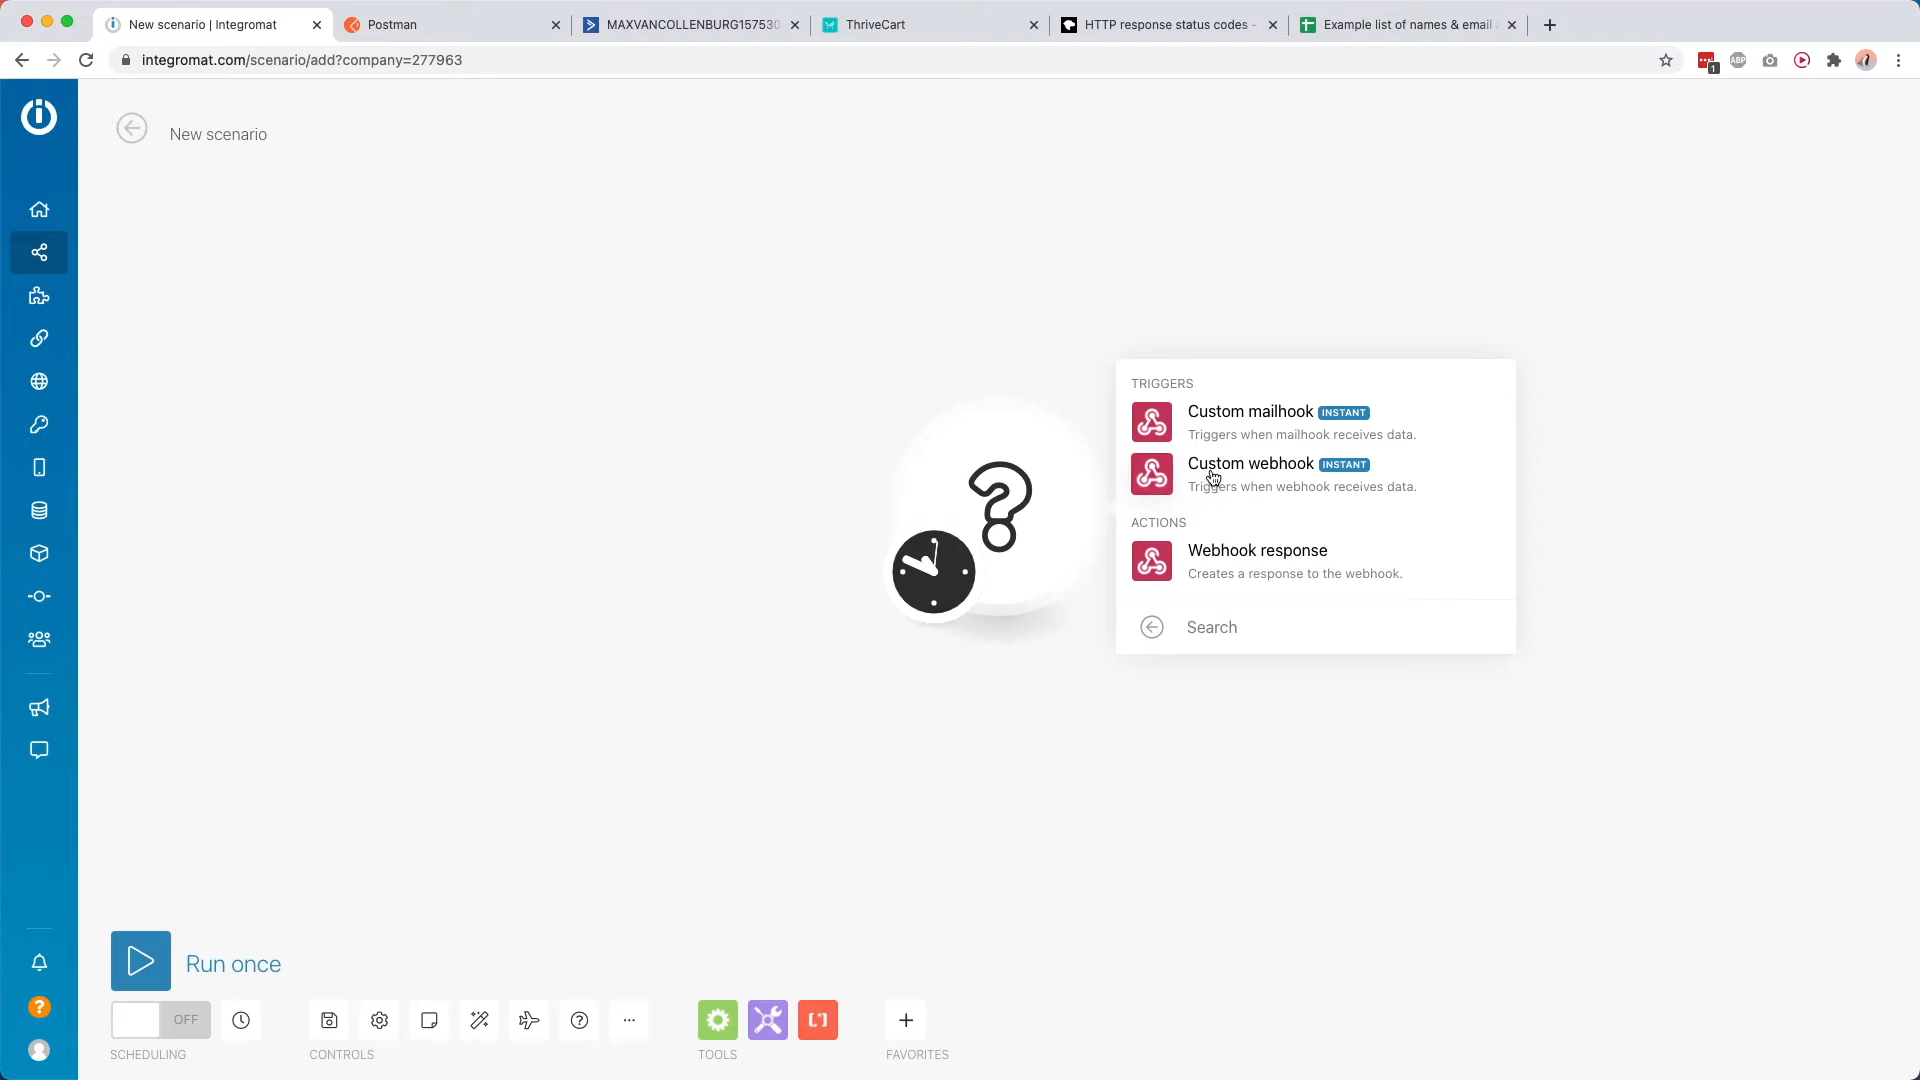 New scenario | Integromat
Postman
MAXVANCOLLENBURG157530
ThriveCart
HTTP response status codes -
Example list of names & email
integromat.com/scenario/add?company=277963
1
ABP
New scenario
TRIGGERS
Custom mailhook INSTANT
Triggers when mailhook receives data.
Custom webhook INSTANT
Triggers when webhook receives data.
ACTIONS
Webhook response
Creates a response to the webhook.
Search
Run once
OFF
SCHEDULING
CONTROLS
TOOLS
FAVORITES